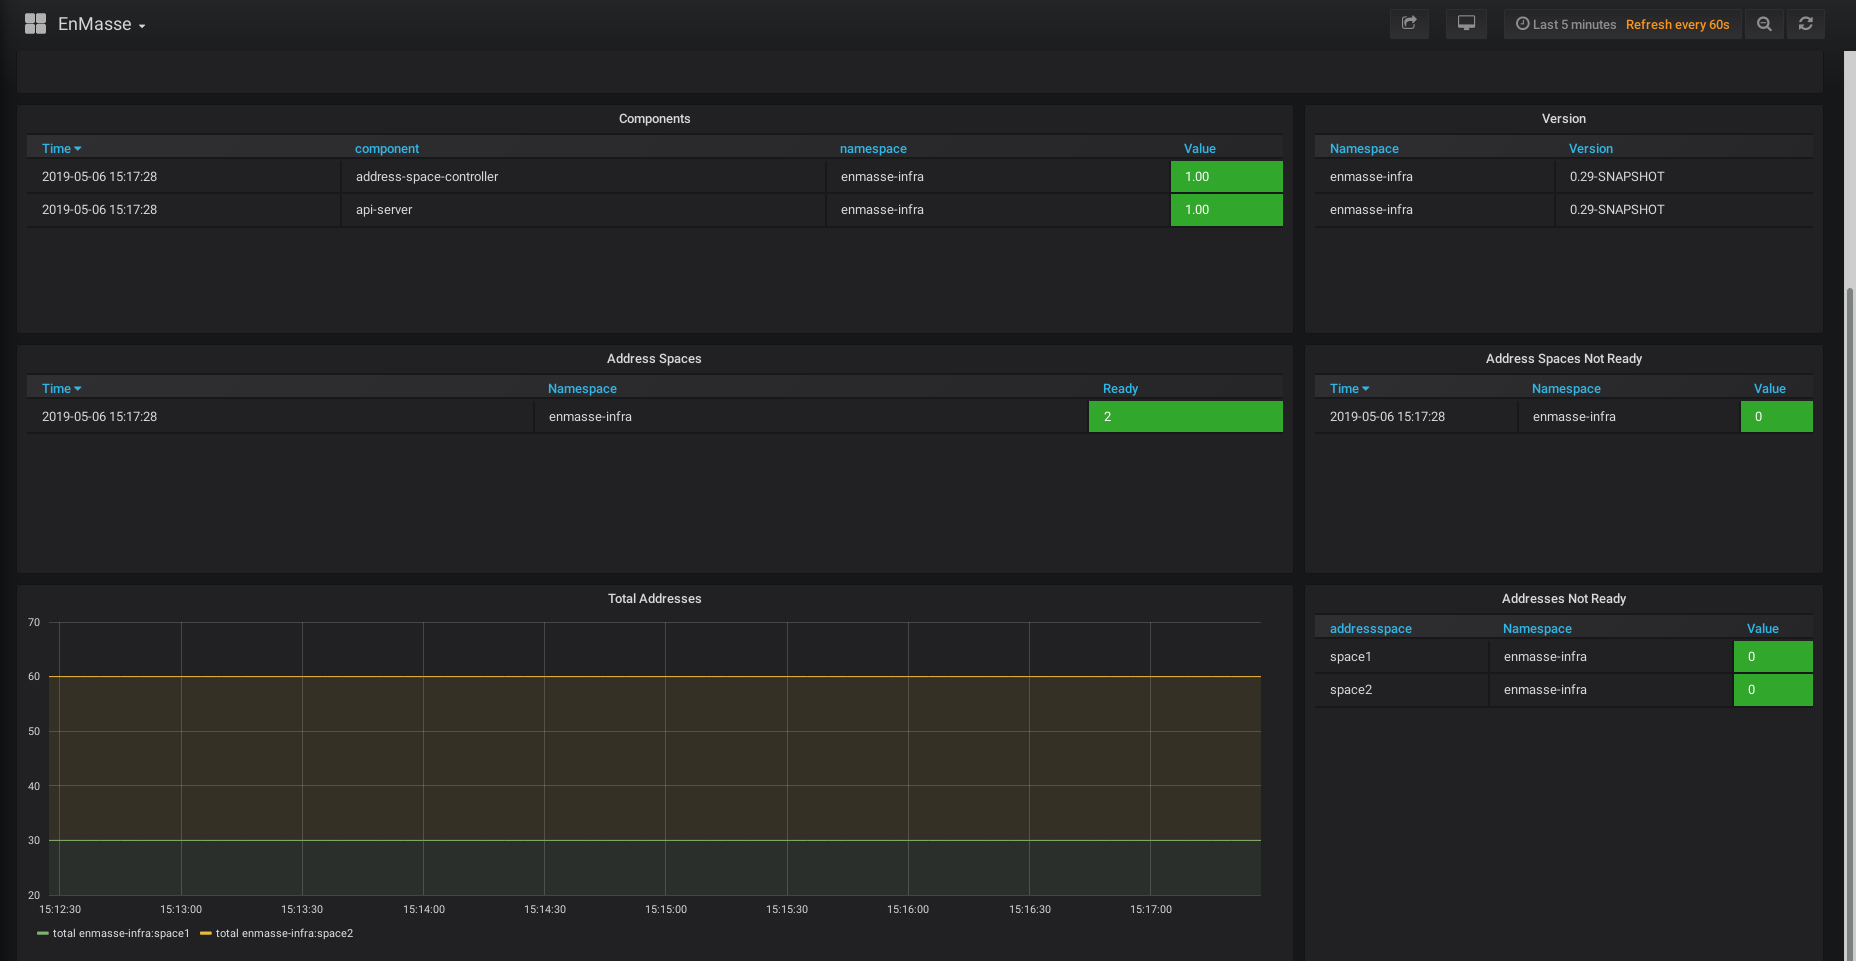 EnMasse
Last 5 minutes Refresh every 60s
Components
Time component namespace Value
2019-05-06 15:17:28 address-space-controller enmasse-infra 1.00
2019-05-06 15:17:28 api-server enmasse-infra 1.00
Version
Namespace Version
enmasse-infra 0.29-SNAPSHOT
enmasse-infra 0.29-SNAPSHOT
Address Spaces
Time Namespace Ready
2019-05-06 15:17:28 enmasse-infra 2
Address Spaces Not Ready
Time Namespace Value
2019-05-06 15:17:28 enmasse-infra 0
Total Addresses
70
60
50
40
30
20
15:12:30 15:13:00 15:13:30 15:14:00 15:14:30 15:15:00 15:15:30 15:16:00 15:16:30 15:17:00
total enmasse-infra:space1 total enmasse-infra:space2
Addresses Not Ready
addressspace Namespace Value
space1 enmasse-infra 0
space2 enmasse-infra 0